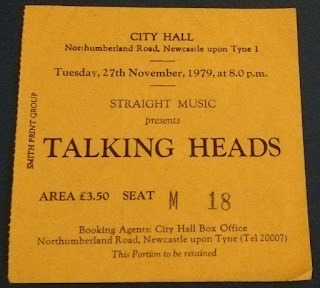 CITY HALL
Northumberland Road, Newcastle upon Tyne 1
Tuesday, 27th November, 1979, at 8.0 p.m.
STRAIGHT MUSIC
presents
TALKING HEADS
AREA £3.50 SEAT M 18
Booking Agents: City Hall Box Office
Northumberland Road, Newcastle upon Tyne (Tel 20007)
This Portion to be retained
SMITH PRINT GROUP